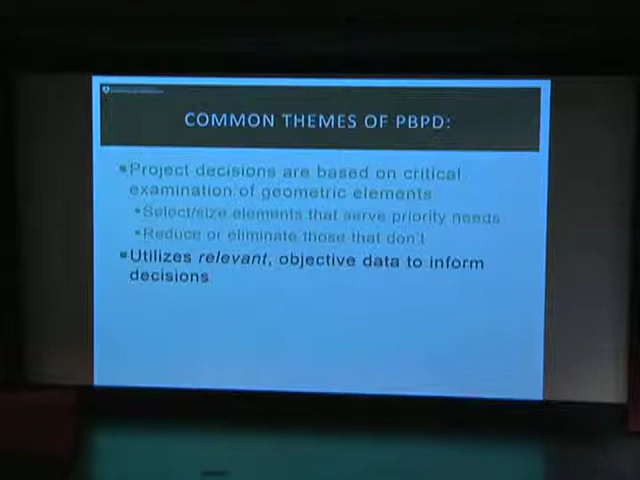 COMMON THEMES OF PBPD:
▪Project decisions are based on critical
examination of geometric elements
▪Select/size elements that serve priority needs
▪Reduce or eliminate those that don't
▪Utilizes relevant, objective data to inform
decisions